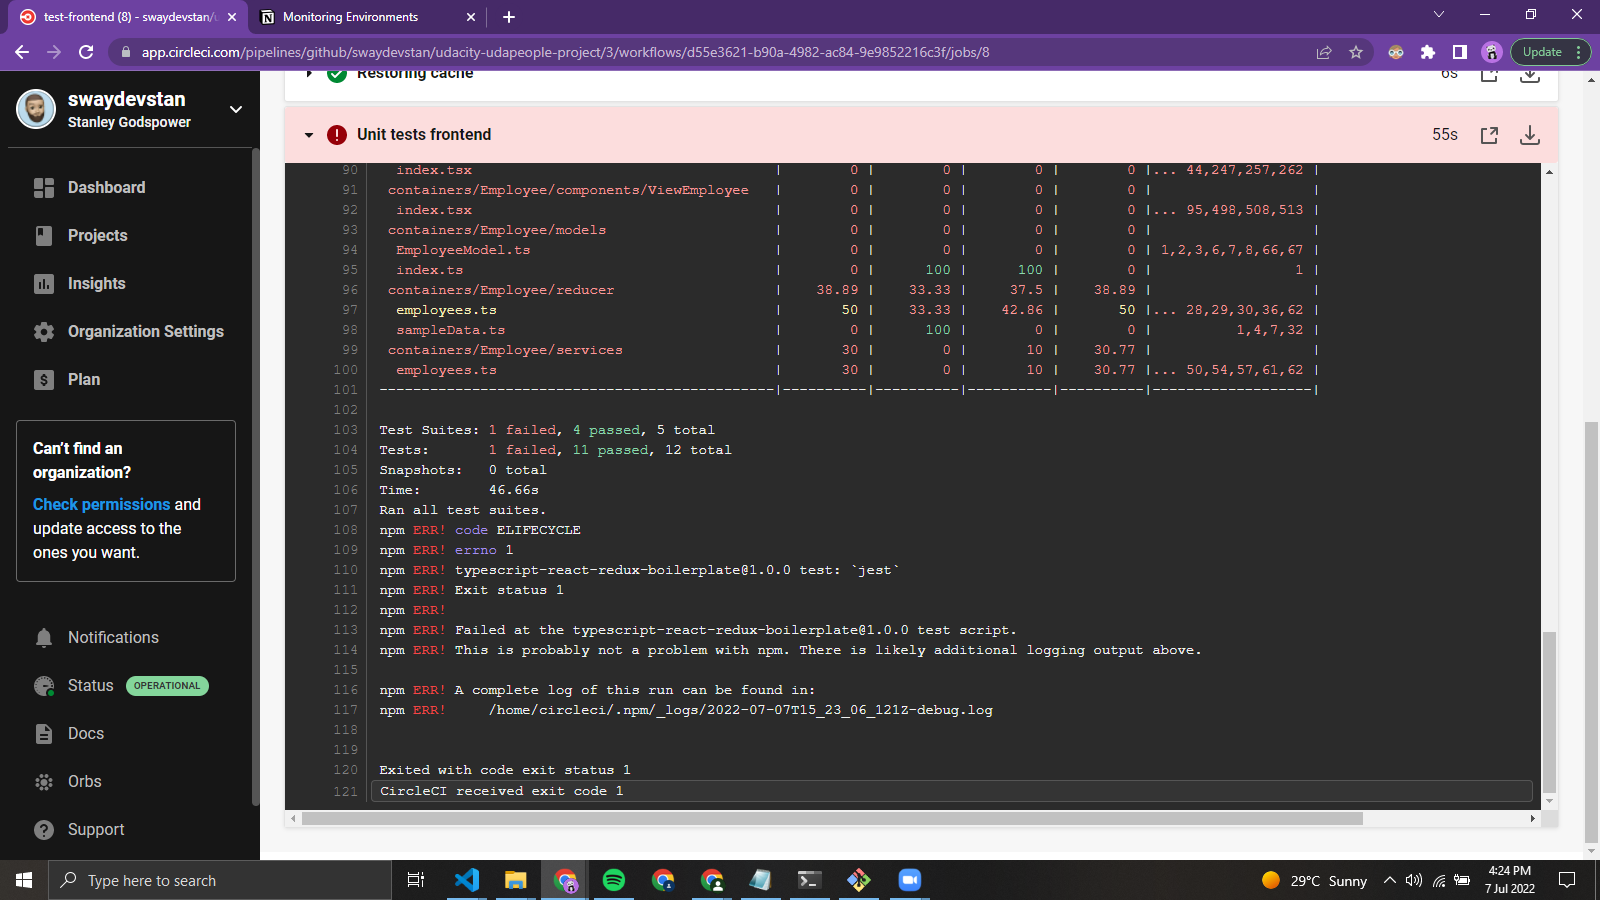 test-frontend (8) - swaydevstan/u
Monitoring Environments
app.circleci.com/pipelines/github/swaydevstan/udacity-udapeople-project/3/workflows/d55e3621-b90a-4982-ac84-9e9852216c3f/jobs/8
Update
swaydevstan
Stanley Godspower
Dashboard
Projects
Insights
Organization Settings
Plan
Can't find an
organization?
Check permissions and
update access to the
ones you want.
Notifications
Status OPERATIONAL
Docs
Orbs
Support
Restoring cache 6s
Unit tests frontend 55s
90 index.tsx | 0 | 0 | 0 | 0 |... 44,247,257,262 |
91 containers/Employee/components/ViewEmployee | 0 | 0 | 0 | 0 | |
92 index.tsx | 0 | 0 | 0 | 0 |... 95,498,508,513 |
93 containers/Employee/models | 0 | 0 | 0 | 0 | |
94 EmployeeModel.ts | 0 | 0 | 0 | 0 | 1,2,3,6,7,8,66,67 |
95 index.ts | 0 | 100 | 100 | 0 | 1 |
96 containers/Employee/reducer | 38.89 | 33.33 | 37.5 | 38.89 | |
97 employees.ts | 50 | 33.33 | 42.86 | 50 |... 28,29,30,36,62 |
98 sampleData.ts | 0 | 100 | 0 | 0 | 1,4,7,32 |
99 containers/Employee/services | 30 | 0 | 10 | 30.77 | |
100 employees.ts | 30 | 0 | 10 | 30.77 |... 50,54,57,61,62 |
101 -----------------------------------------------|----------|----------|----------|----------|-------------------|
102
103 Test Suites: 1 failed, 4 passed, 5 total
104 Tests: 1 failed, 11 passed, 12 total
105 Snapshots: 0 total
106 Time: 46.66s
107 Ran all test suites.
108 npm ERR! code ELIFECYCLE
109 npm ERR! errno 1
110 npm ERR! typescript-react-redux-boilerplate@1.0.0 test: `jest`
111 npm ERR! Exit status 1
112 npm ERR!
113 npm ERR! Failed at the typescript-react-redux-boilerplate@1.0.0 test script.
114 npm ERR! This is probably not a problem with npm. There is likely additional logging output above.
115
116 npm ERR! A complete log of this run can be found in:
117 npm ERR! /home/circleci/.npm/_logs/2022-07-07T15_23_06_121Z-debug.log
118
119
120 Exited with code exit status 1
121 CircleCI received exit code 1
Type here to search
29°C Sunny
4:24 PM
7 Jul 2022